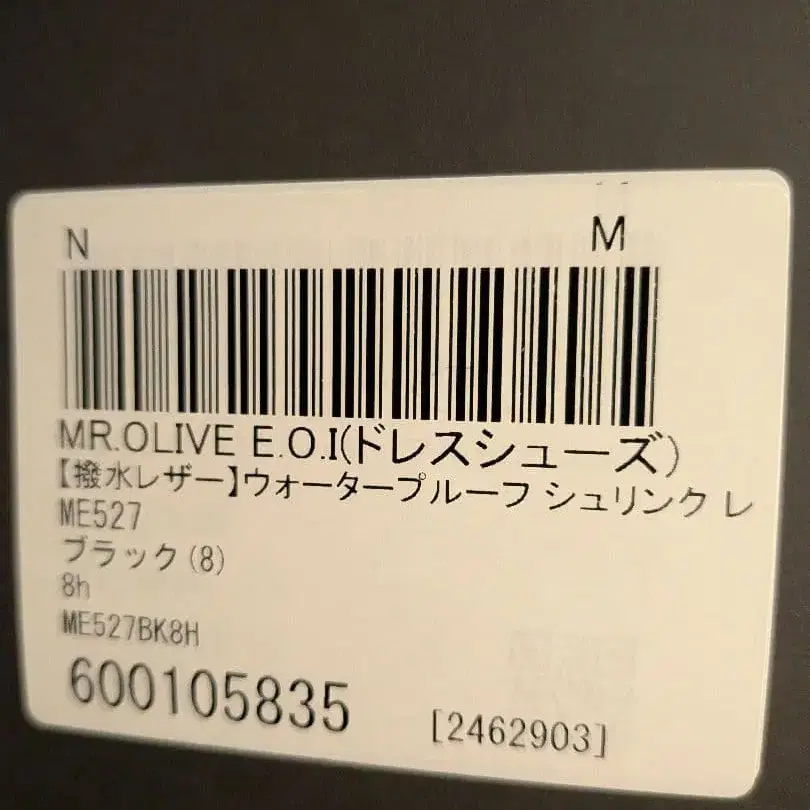 N M
MR.OLIVE E.O.I(ドレスシューズ)
【撥水レザー】ウォータープルーフ シュリンク レ
ME527
ブラック(8)
8h
ME527BK8H
600105835
[2462903]